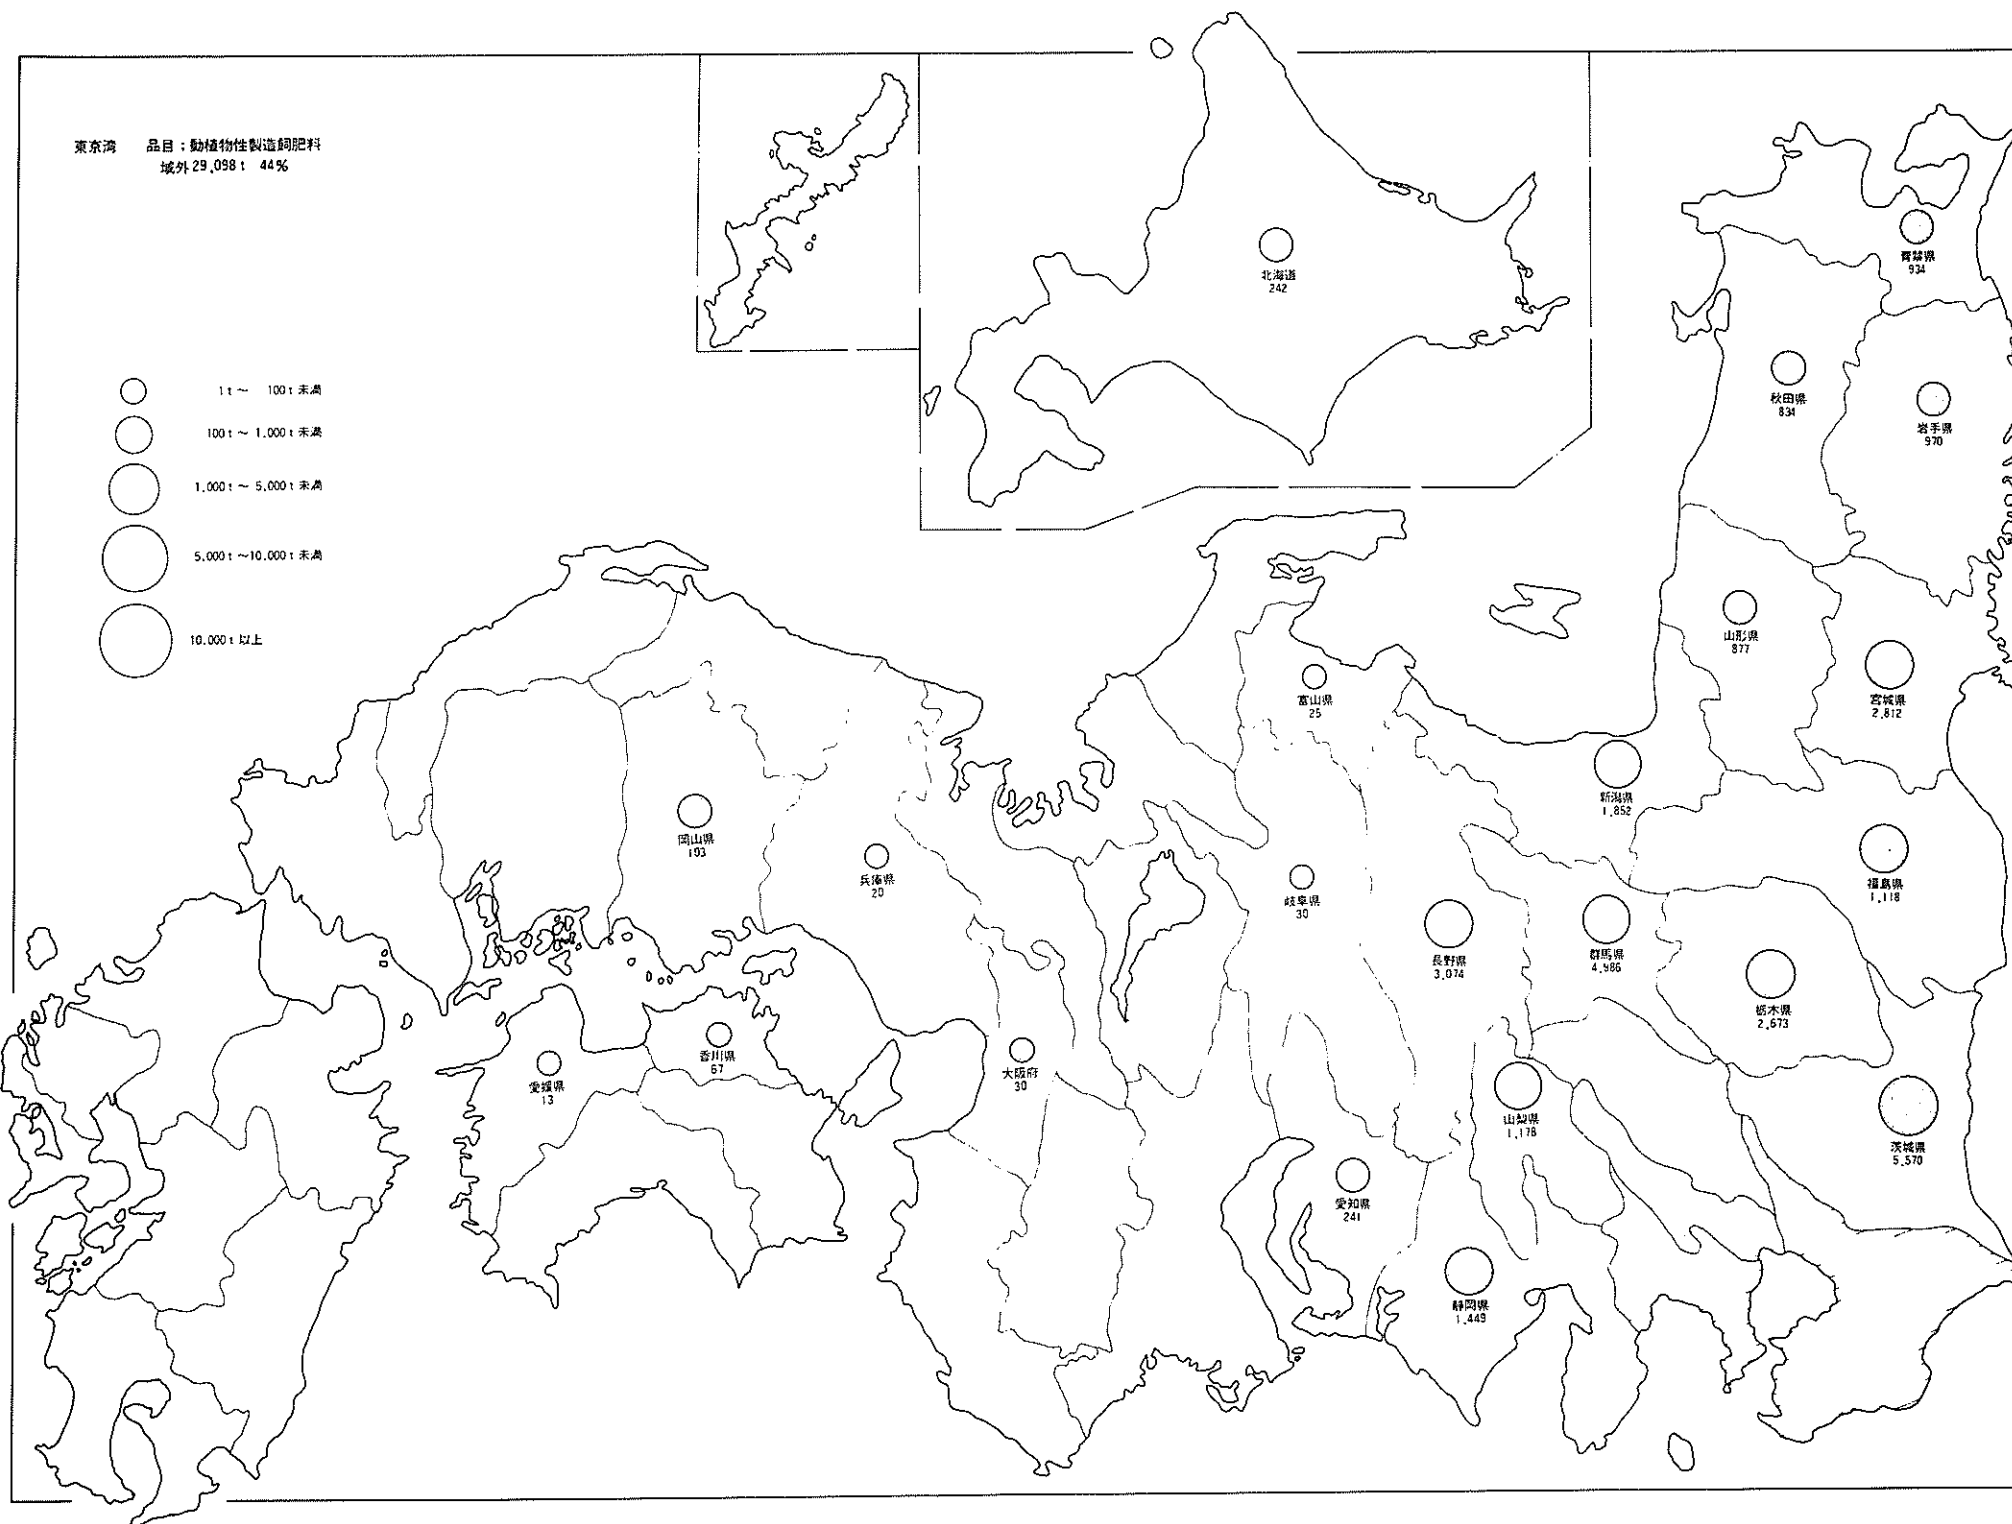 東京湾 品目：動植物性製造飼肥料
域外29,098t 44%
1t～ 100t未満
100t～1,000t未満
1,000t～5,000t未満
5,000t～10,000t未満
10,000t以上
北海道
242
青森県
934
秋田県
834
岩手県
970
山形県
877
宮城県
2,812
富山県
25
新潟県
1,852
福島県
1,118
岡山県
103
兵庫県
20
岐阜県
30
長野県
3,074
群馬県
4,986
栃木県
2,673
香川県
67
愛媛県
13
大阪府
30
山梨県
1,178
茨城県
5,570
愛知県
241
静岡県
1,449